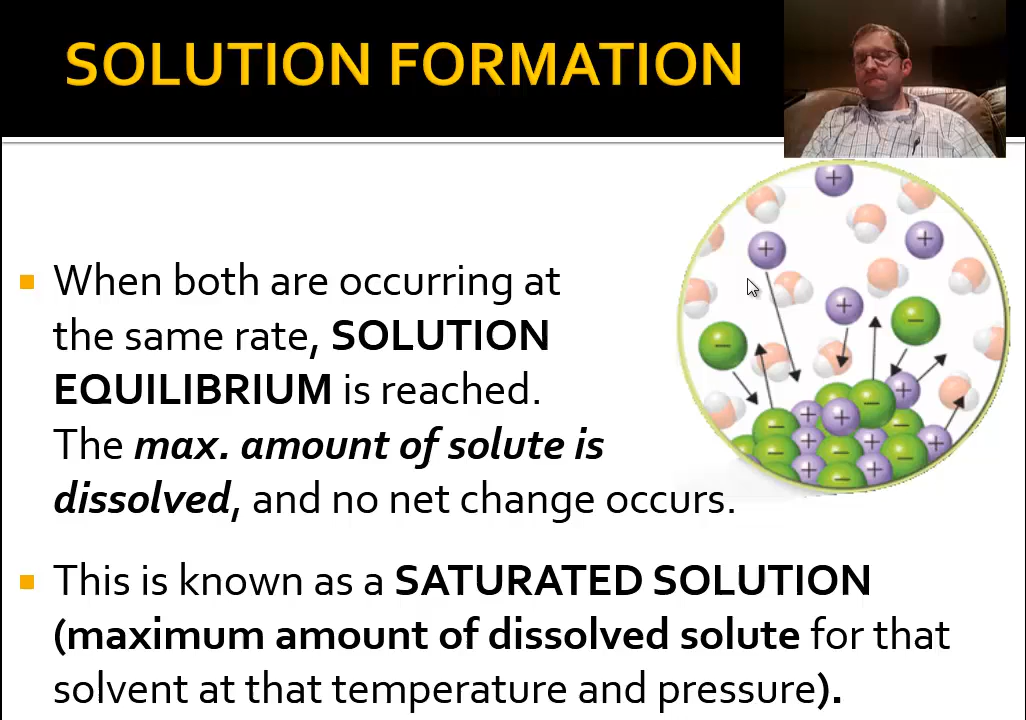 SOLUTION FORMATION
When both are occurring at
the same rate, SOLUTION
EQUILIBRIUM is reached.
The max. amount of solute is
dissolved, and no net change occurs.
This is known as a SATURATED SOLUTION
(maximum amount of dissolved solute for that
solvent at that temperature and pressure).
+
+
+
+
−
−
+
−
+
−
+
−
+
−
+
−
+
−
+
−